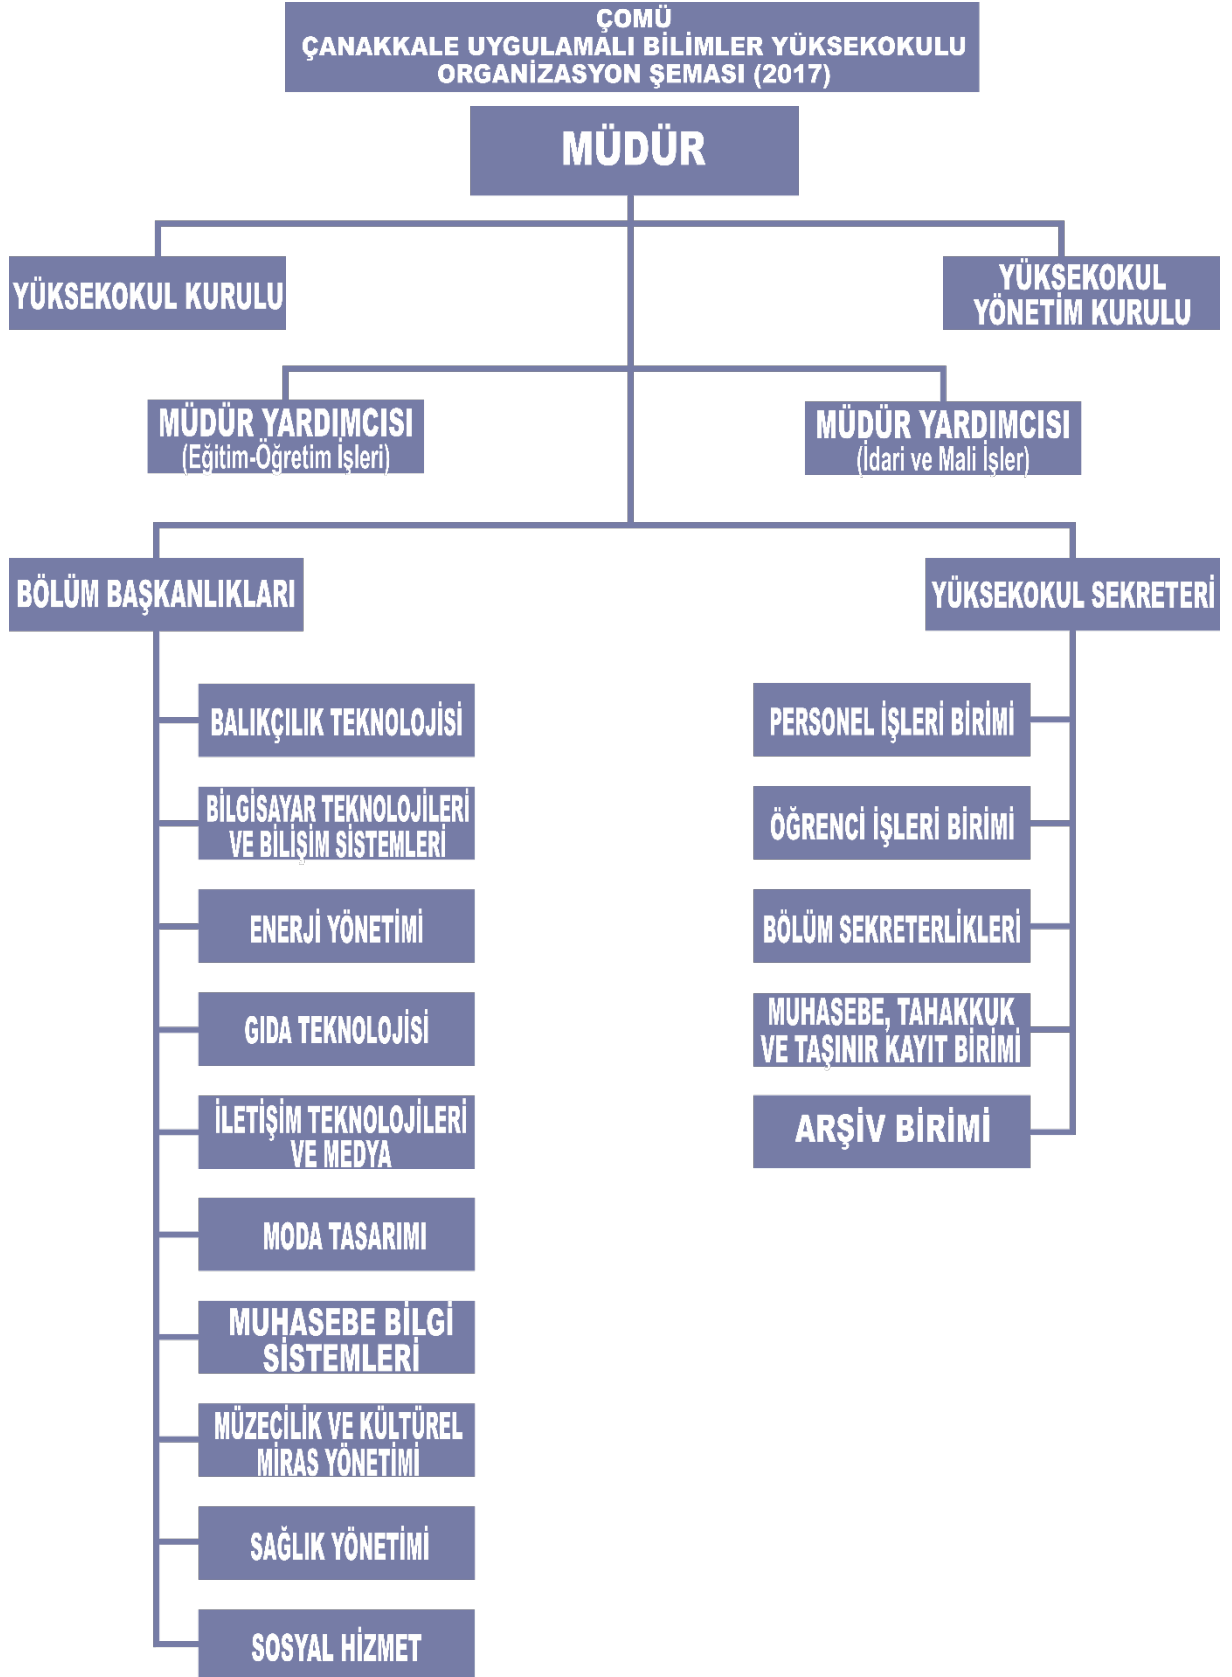 ÇOMÜ
ÇANAKKALE UYGULAMALI BİLİMLER YÜKSEKOKULU
ORGANİZASYON ŞEMASI (2017)
MÜDÜR
YÜKSEKOKUL KURULU
YÜKSEKOKUL
YÖNETİM KURULU
MÜDÜR YARDIMCISI
(Eğitim-Öğretim İşleri)
MÜDÜR YARDIMCISI
(İdari ve Mali İşler)
BÖLÜM BAŞKANLIKLARI
BALIKÇILIK TEKNOLOJİSİ
BİLGİSAYAR TEKNOLOJİLERİ
VE BİLİŞİM SİSTEMLERİ
ENERJİ YÖNETİMİ
GIDA TEKNOLOJİSİ
İLETİŞİM TEKNOLOJİLERİ
VE MEDYA
MODA TASARIMI
MUHASEBE BİLGİ
SİSTEMLERİ
MÜZECİLİK VE KÜLTÜREL
MİRAS YÖNETİMİ
SAĞLIK YÖNETİMİ
SOSYAL HİZMET
YÜKSEKOKUL SEKRETERİ
PERSONEL İŞLERİ BİRİMİ
ÖĞRENCİ İŞLERİ BİRİMİ
BÖLÜM SEKRETERLİKLERİ
MUHASEBE, TAHAKKUK
VE TAŞINIR KAYIT BİRİMİ
ARŞİV BİRİMİ